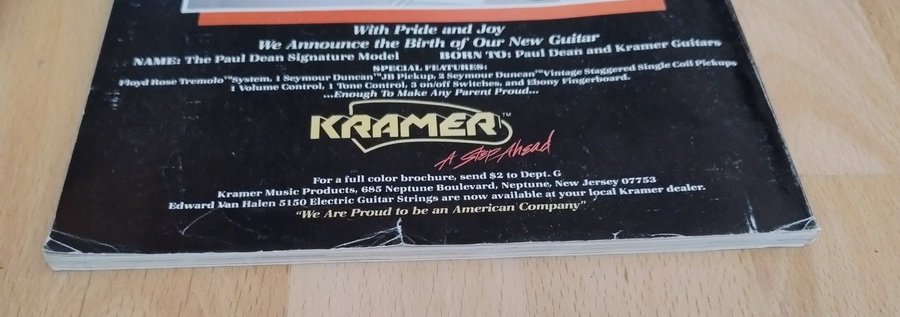 With Pride and Joy
We Announce the Birth of Our New Guitar
NAME: The Paul Dean Signature Model BORN TO: Paul Dean and Kramer Guitars
SPECIAL FEATURES:
Floyd Rose Tremolo™ System, 1 Seymour Duncan™ JB Pickup, 2 Seymour Duncan™ Vintage Staggered Single Coil Pickups
1 Volume Control, 1 Tone Control, 3 on/off Switches, and Ebony Fingerboard.
...Enough To Make Any Parent Proud...
KRAMER™
A Step Ahead
For a full color brochure, send $2 to Dept. G
Kramer Music Products, 685 Neptune Boulevard, Neptune, New Jersey 07753
Edward Van Halen 5150 Electric Guitar Strings are now available at your local Kramer dealer.
"We Are Proud to be an American Company"